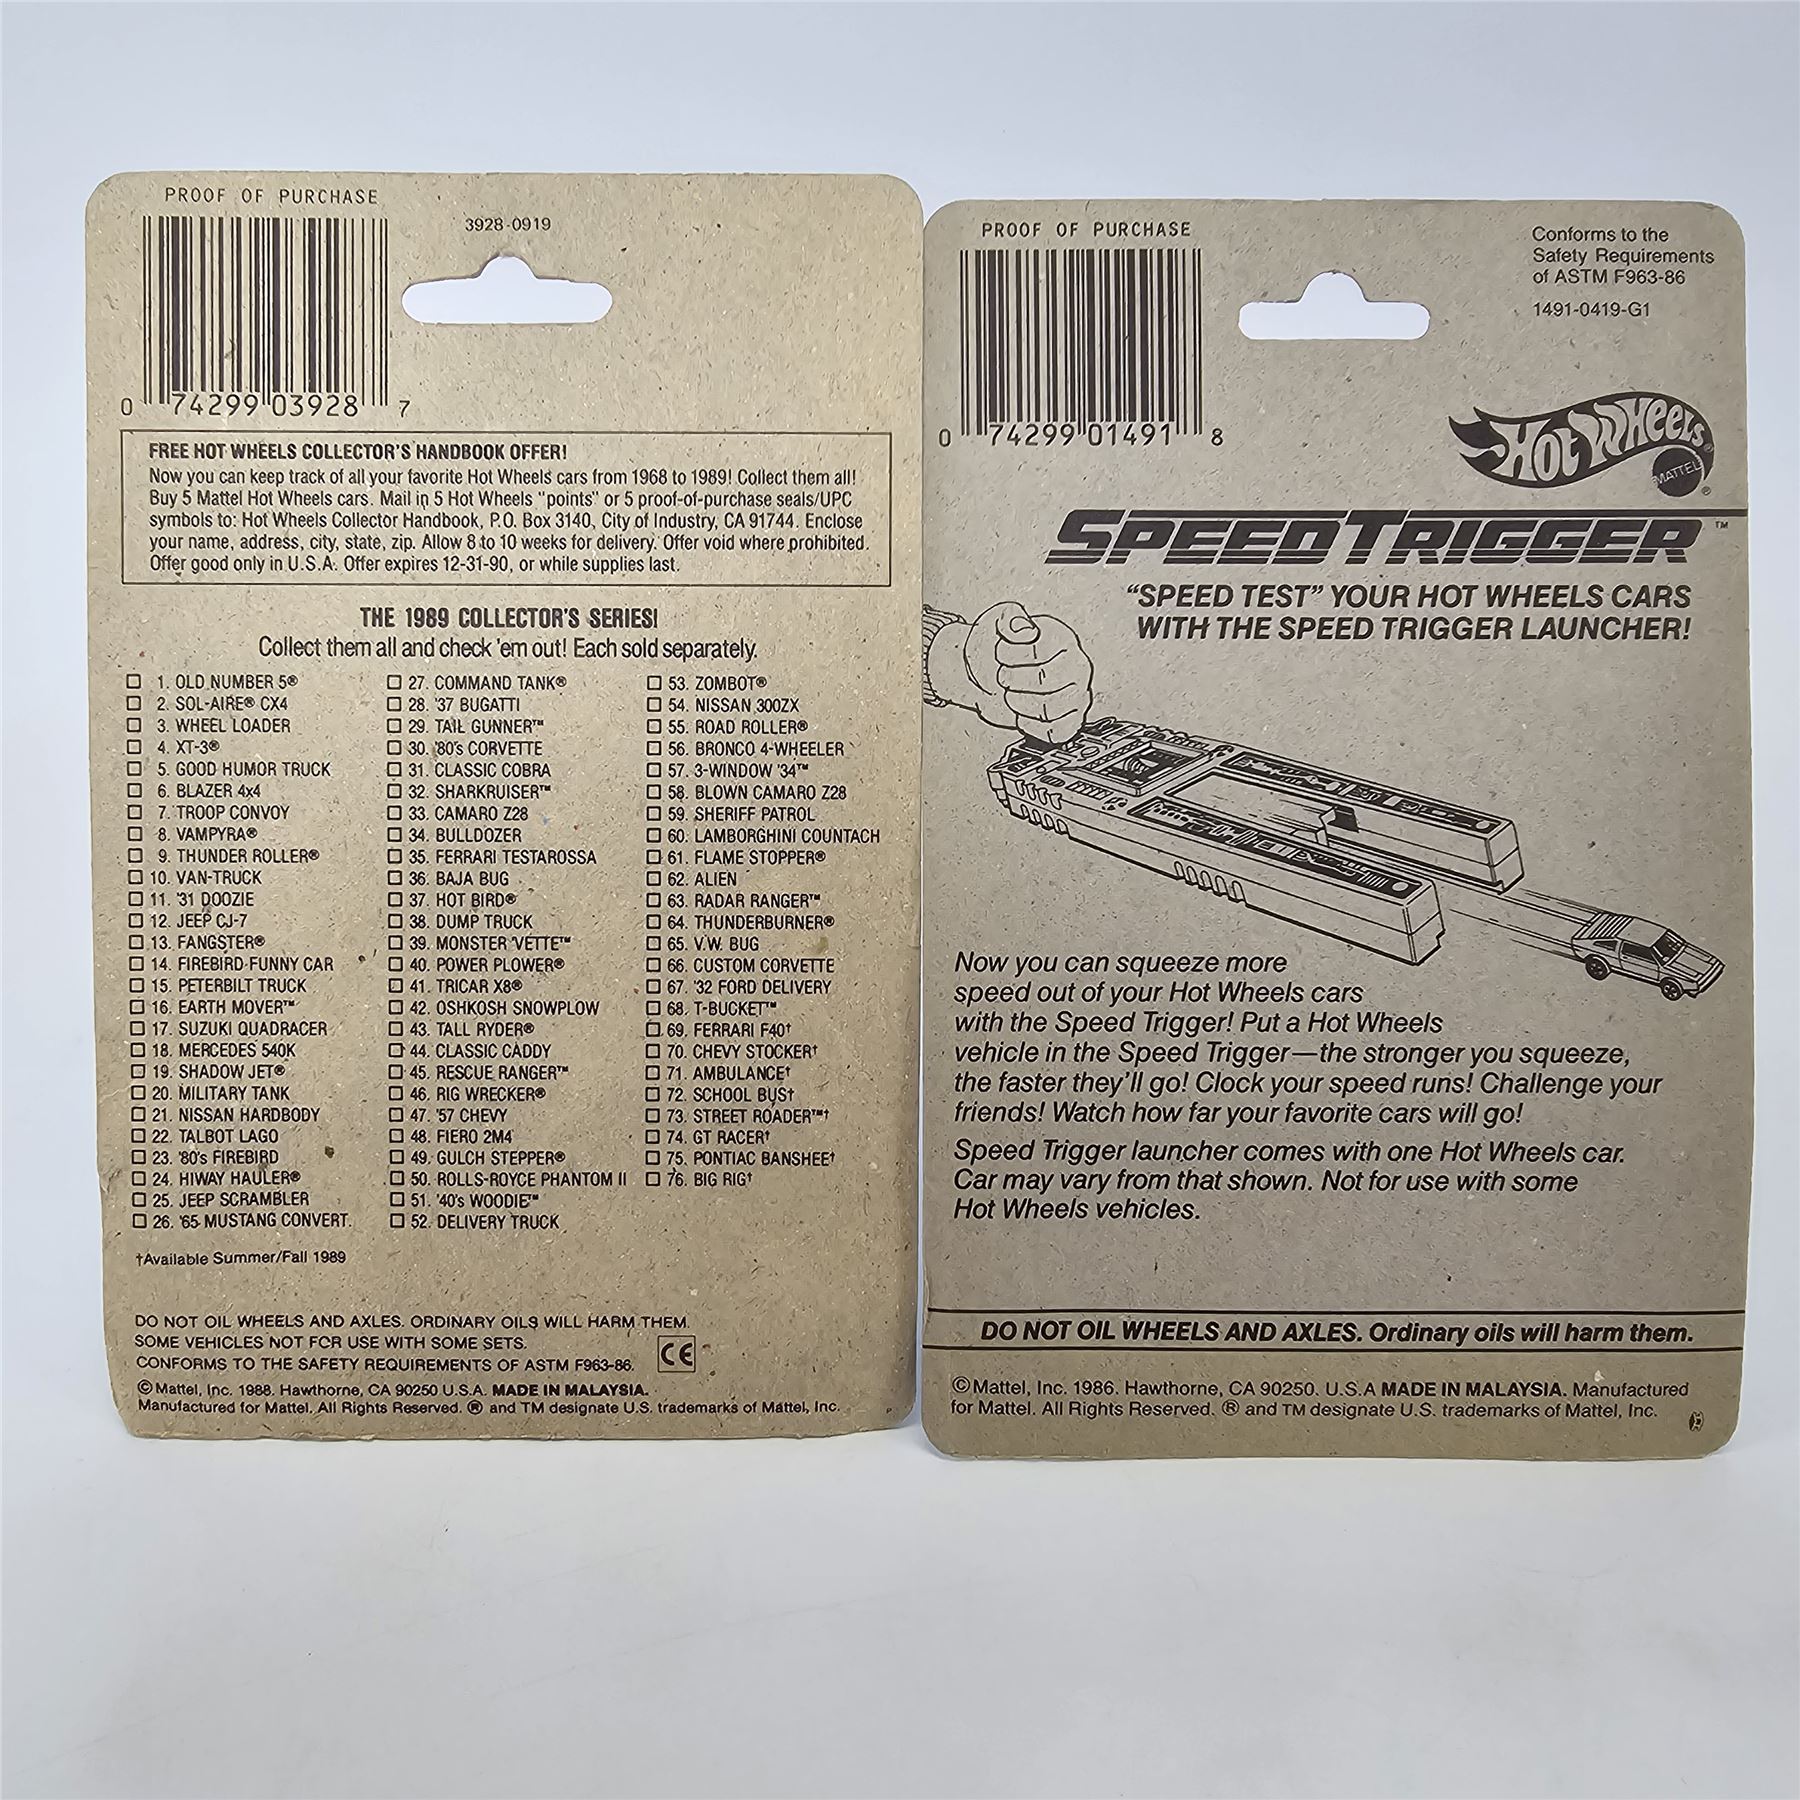 PROOF OF PURCHASE
3928-0919
0 74299 03928 7
FREE HOT WHEELS COLLECTOR'S HANDBOOK OFFER!
Now you can keep track of all your favorite Hot Wheels cars from 1968 to 1989! Collect them all!
Buy 5 Mattel Hot Wheels cars. Mail in 5 Hot Wheels "points" or 5 proof-of-purchase seals/UPC
symbols to: Hot Wheels Collector Handbook, P.O. Box 3140, City of Industry, CA 91744. Enclose
your name, address, city, state, zip. Allow 8 to 10 weeks for delivery. Offer void where prohibited.
Offer good only in U.S.A. Offer expires 12-31-90, or while supplies last.
THE 1989 COLLECTOR'S SERIES!
Collect them all and check 'em out! Each sold separately.
1. OLD NUMBER 5®
2. SOL-AIRE® CX4
3. WHEEL LOADER
4. XT-3®
5. GOOD HUMOR TRUCK
6. BLAZER 4x4
7. TROOP CONVOY
8. VAMPYRA®
9. THUNDER ROLLER®
10. VAN-TRUCK
11. '31 DOOZIE
12. JEEP CJ-7
13. FANGSTER®
14. FIREBIRD FUNNY CAR
15. PETERBILT TRUCK
16. EARTH MOVER™
17. SUZUKI QUADRACER
18. MERCEDES 540K
19. SHADOW JET®
20. MILITARY TANK
21. NISSAN HARDBODY
22. TALBOT LAGO
23. '80's FIREBIRD
24. HIWAY HAULER®
25. JEEP SCRAMBLER
26. '65 MUSTANG CONVERT.
27. COMMAND TANK®
28. '37 BUGATTI
29. TAIL GUNNER™
30. '80's CORVETTE
31. CLASSIC COBRA
32. SHARKRUISER™
33. CAMARO Z28
34. BULLDOZER
35. FERRARI TESTAROSSA
36. BAJA BUG
37. HOT BIRD®
38. DUMP TRUCK
39. MONSTER 'VETTE™
40. POWER PLOWER®
41. TRICAR X8®
42. OSHKOSH SNOWPLOW
43. TALL RYDER®
44. CLASSIC CADDY
45. RESCUE RANGER™
46. RIG WRECKER®
47. '57 CHEVY
48. FIERO 2M4
49. GULCH STEPPER®
50. ROLLS-ROYCE PHANTOM II
51. '40's WOODIE™
52. DELIVERY TRUCK
53. ZOMBOT®
54. NISSAN 300ZX
55. ROAD ROLLER®
56. BRONCO 4-WHEELER
57. 3-WINDOW '34™
58. BLOWN CAMARO Z28
59. SHERIFF PATROL
60. LAMBORGHINI COUNTACH
61. FLAME STOPPER®
62. ALIEN
63. RADAR RANGER™
64. THUNDERBURNER®
65. V.W. BUG
66. CUSTOM CORVETTE
67. '32 FORD DELIVERY
68. T-BUCKET™
69. FERRARI F40†
70. CHEVY STOCKER†
71. AMBULANCE†
72. SCHOOL BUS†
73. STREET ROADER™†
74. GT RACER†
75. PONTIAC BANSHEE†
76. BIG RIG†
†Available Summer/Fall 1989
DO NOT OIL WHEELS AND AXLES. ORDINARY OILS WILL HARM THEM.
SOME VEHICLES NOT FOR USE WITH SOME SETS.
CONFORMS TO THE SAFETY REQUIREMENTS OF ASTM F963-86.
CE
© Mattel, Inc. 1988. Hawthorne, CA 90250 U.S.A. MADE IN MALAYSIA.
Manufactured for Mattel. All Rights Reserved. ® and TM designate U.S. trademarks of Mattel, Inc.
P
PROOF OF PURCHASE
0 74299 01491 8
Conforms to the
Safety Requirements
of ASTM F963-86
1491-0419-G1
Hot Wheels®
MATTEL®
SPEED TRIGGER™
"SPEED TEST" YOUR HOT WHEELS CARS
WITH THE SPEED TRIGGER LAUNCHER!
Now you can squeeze more
speed out of your Hot Wheels cars
with the Speed Trigger! Put a Hot Wheels
vehicle in the Speed Trigger—the stronger you squeeze,
the faster they'll go! Clock your speed runs! Challenge your
friends! Watch how far your favorite cars will go!
Speed Trigger launcher comes with one Hot Wheels car.
Car may vary from that shown. Not for use with some
Hot Wheels vehicles.
DO NOT OIL WHEELS AND AXLES. Ordinary oils will harm them.
© Mattel, Inc. 1986. Hawthorne, CA 90250. U.S.A MADE IN MALAYSIA. Manufactured
for Mattel. All Rights Reserved. ® and TM designate U.S. trademarks of Mattel, Inc.